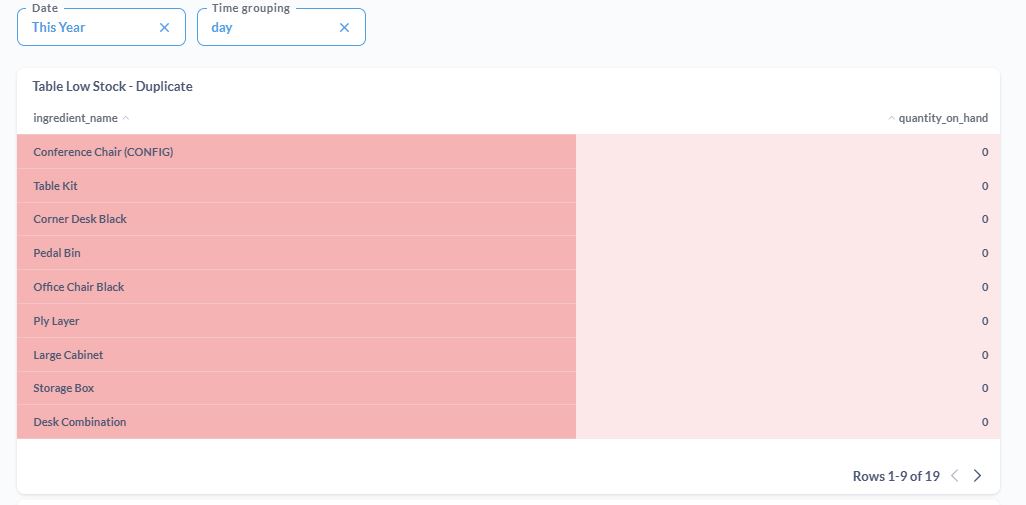 Date Time grouping
This Year day
Table Low Stock - Duplicate
ingredient_name quantity_on_hand
Conference Chair (CONFIG) 0
Table Kit 0
Corner Desk Black 0
Pedal Bin 0
Office Chair Black 0
Ply Layer 0
Large Cabinet 0
Storage Box 0
Desk Combination 0
Rows 1-9 of 19